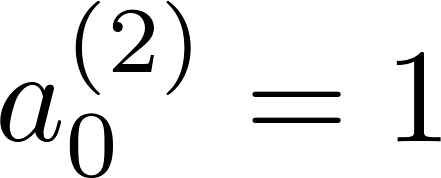 $a_0^{(2)} = 1$